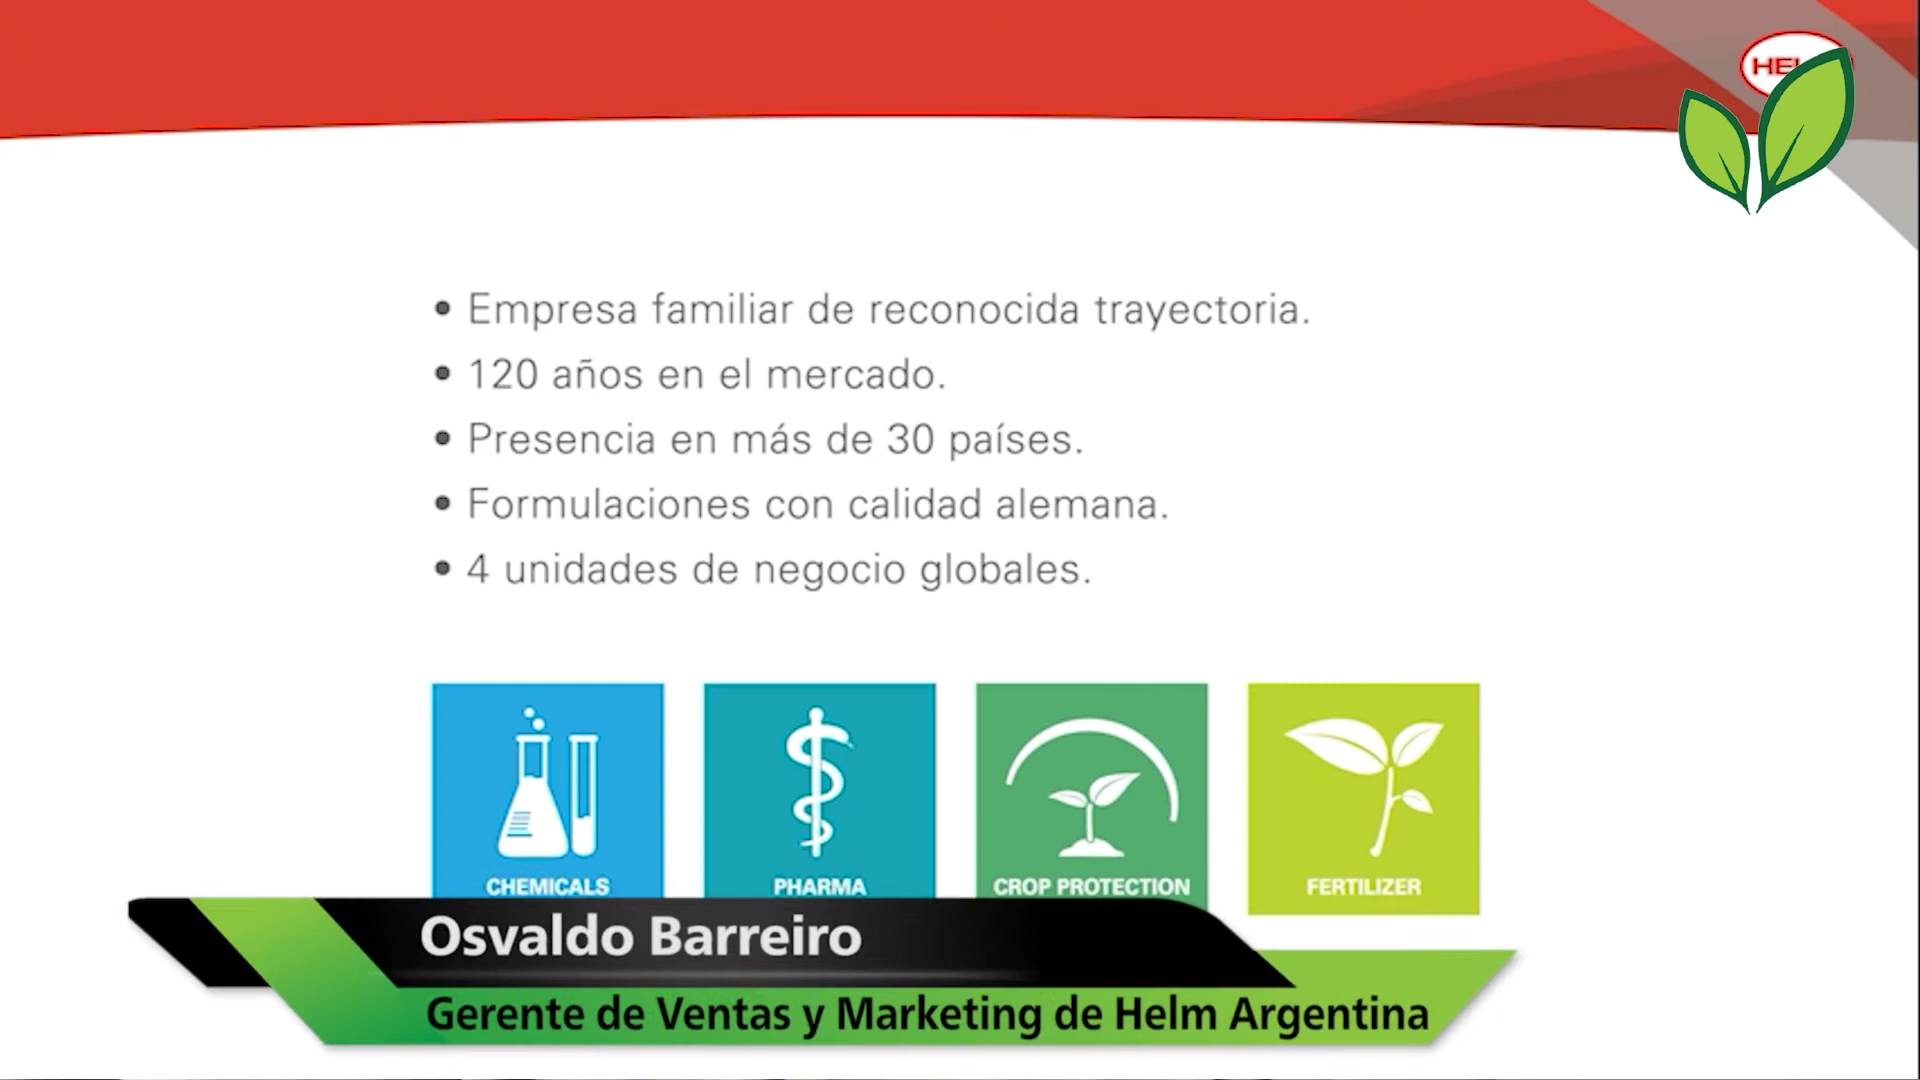 • Empresa familiar de reconocida trayectoria.
• 120 años en el mercado.
• Presencia en más de 30 países.
• Formulaciones con calidad alemana.
• 4 unidades de negocio globales.
CHEMICALS
PHARMA
CROP PROTECTION
FERTILIZER
Osvaldo Barreiro
Gerente de Ventas y Marketing de Helm Argentina